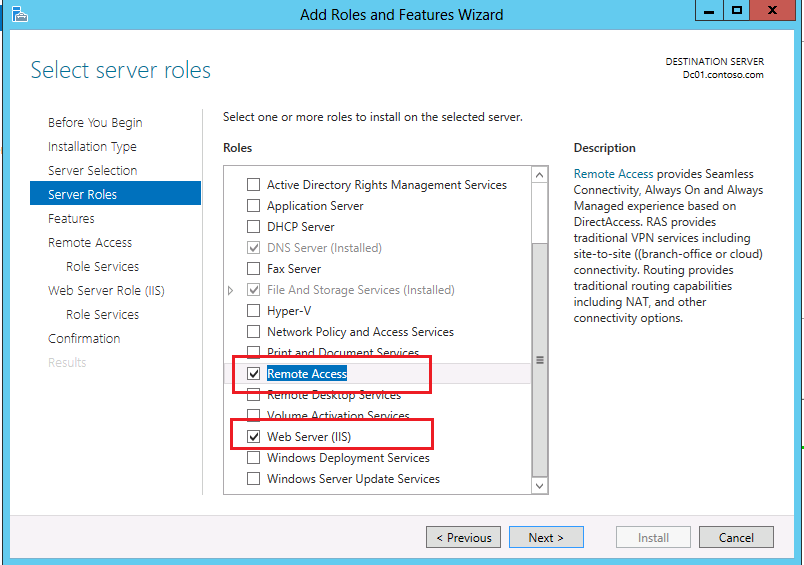 Add Roles and Features Wizard
Select server roles
DESTINATION SERVER
Dc01.contoso.com
Before You Begin
Installation Type
Server Selection
Server Roles
Features
Remote Access
Role Services
Web Server Role (IIS)
Role Services
Confirmation
Results
Select one or more roles to install on the selected server.
Roles
Active Directory Rights Management Services
Application Server
DHCP Server
DNS Server (Installed)
Fax Server
File And Storage Services (Installed)
Hyper-V
Network Policy and Access Services
Print and Document Services
Remote Access
Remote Desktop Services
Volume Activation Services
Web Server (IIS)
Windows Deployment Services
Windows Server Update Services
Description
Remote Access provides Seamless
Connectivity, Always On and Always
Managed experience based on
DirectAccess. RAS provides
traditional VPN services including
site-to-site ((branch-office or cloud)
connectivity. Routing provides
traditional routing capabilities
including NAT, and other
connectivity options.
< Previous
Next >
Install
Cancel